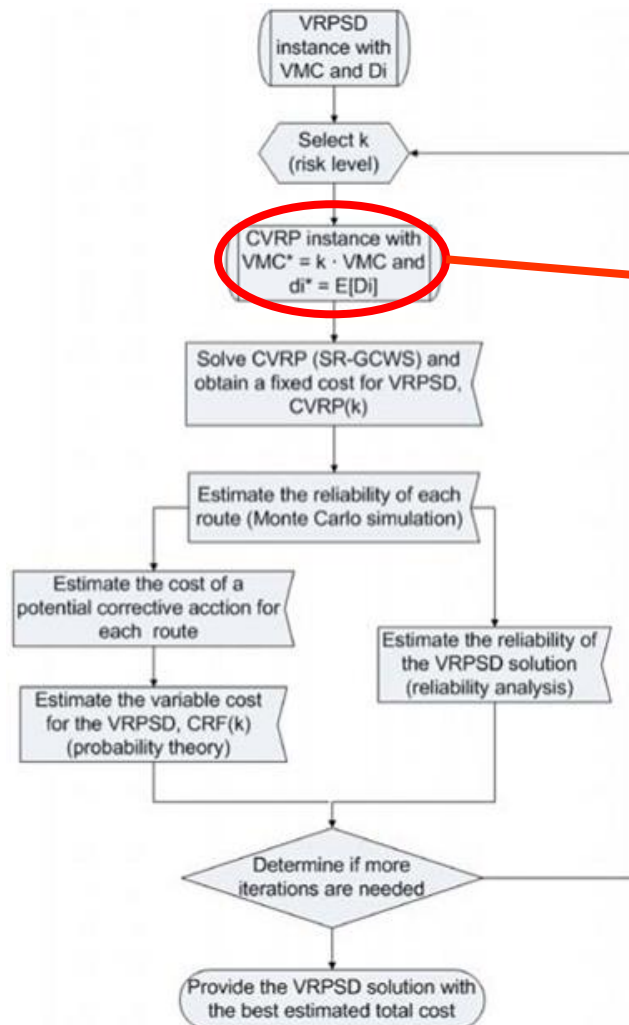 VRPSD
instance with
VMC and Di
Select k
(risk level)
CVRP instance with
VMC* = k · VMC and
di* = E[Di]
Solve CVRP (SR-GCWS) and
obtain a fixed cost for VRPSD,
CVRP(k)
Estimate the reliability of each
route (Monte Carlo simulation)
Estimate the cost of a
potential corrective acction for
each route
Estimate the variable cost
for the VRPSD, CRF(k)
(probability theory)
Estimate the reliability of
the VRPSD solution
(reliability analysis)
Determine if more
iterations are needed
Provide the VRPSD solution with
the best estimated total cost